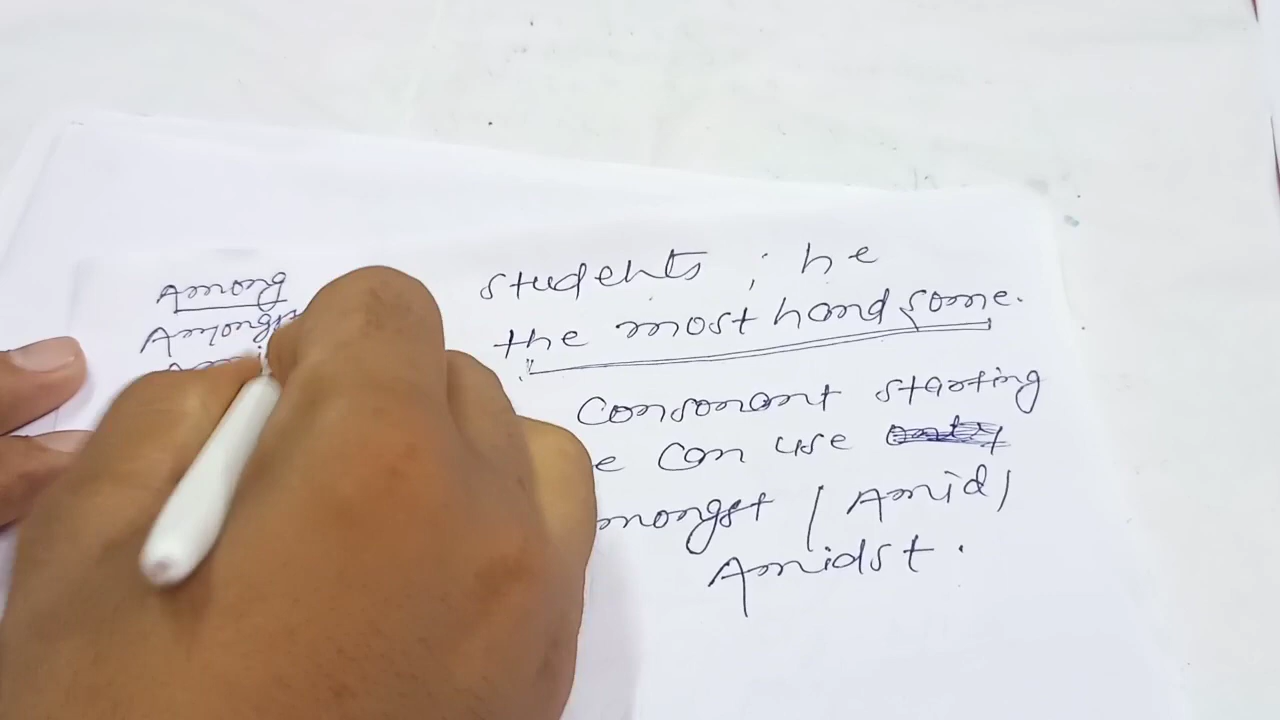 Among
students ; he
the most handsome.
consonant starting
e can use
mongst / Amid /
Amidst .